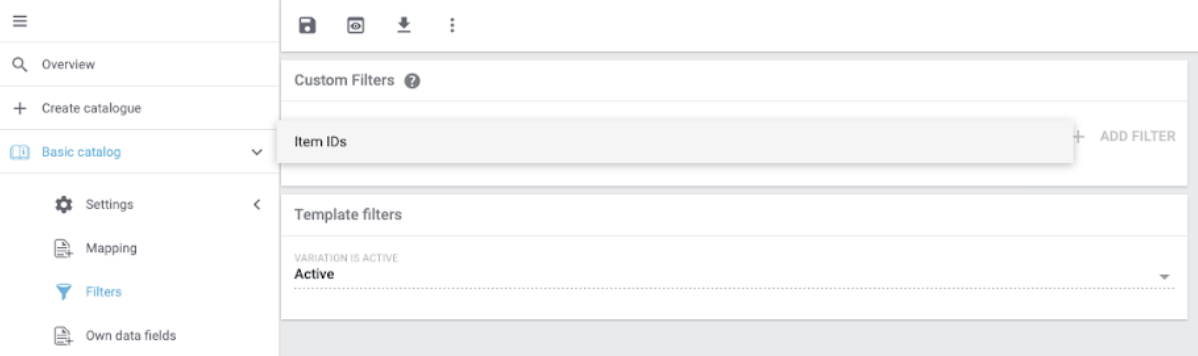 Overview
Create catalogue
Basic catalog
Settings
Mapping
Filters
Own data fields
Custom Filters ?
Item IDs
+ ADD FILTER
Template filters
VARIATION IS ACTIVE
Active